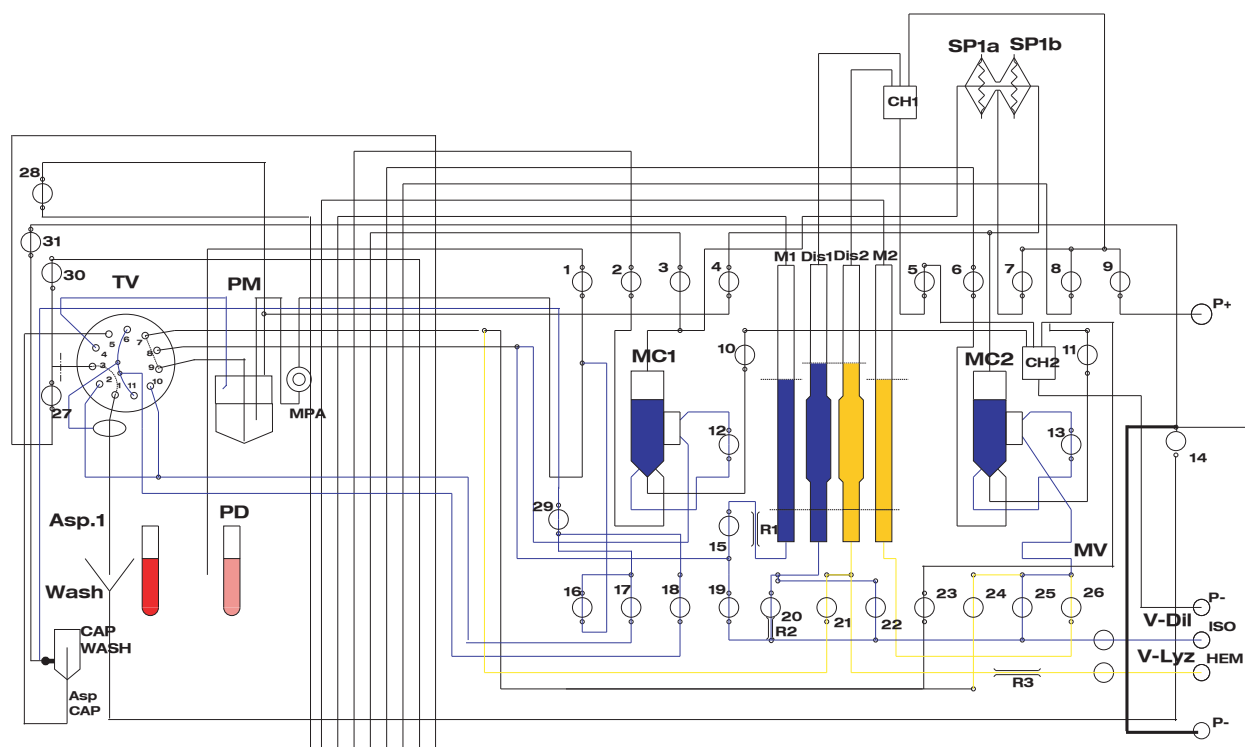 SP1a
SP1b
CH1
28
31
30
TV
PM
1
2
3
4
M1
Dis1
Dis2
M2
5
6
7
8
9
P+
5
6
7
4
8
3
9
2
1
11
10
27
MPA
MC1
10
MC2
CH2
11
12
13
14
Asp.1
PD
29
15
R1
MV
Wash
16
17
18
19
20
21
22
23
24
25
26
P-
R2
V-Dil
ISO
CAP
WASH
V-Lyz
HEM
R3
Asp
CAP
P-